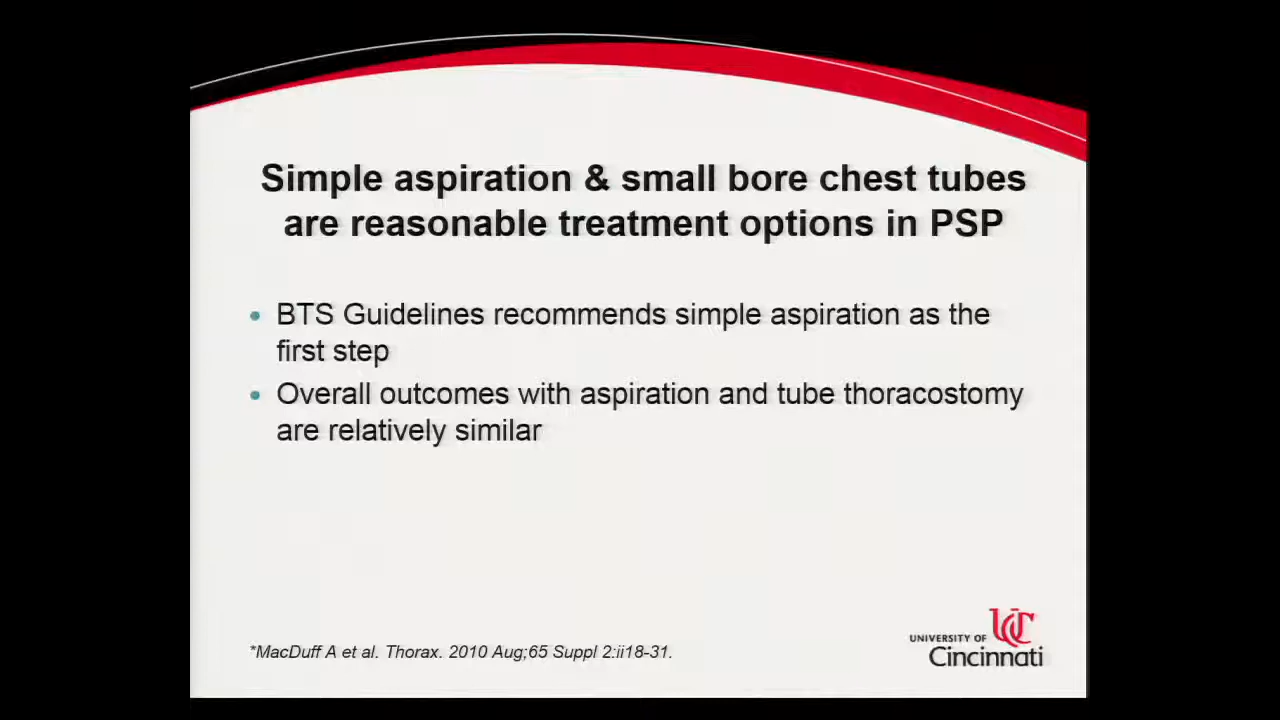 Simple aspiration & small bore chest tubes
are reasonable treatment options in PSP
• BTS Guidelines recommends simple aspiration as the
first step
• Overall outcomes with aspiration and tube thoracostomy
are relatively similar
*MacDuff A et al. Thorax. 2010 Aug;65 Suppl 2:ii18-31.
UNIVERSITY OF UC
Cincinnati